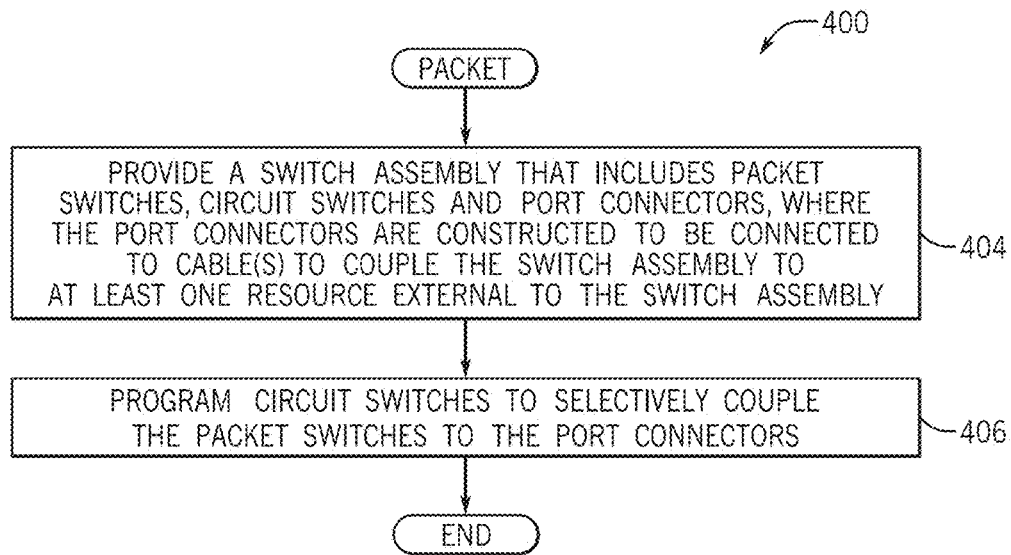 400
PACKET
PROVIDE A SWITCH ASSEMBLY THAT INCLUDES PACKET
SWITCHES, CIRCUIT SWITCHES AND PORT CONNECTORS, WHERE
THE PORT CONNECTORS ARE CONSTRUCTED TO BE CONNECTED
TO CABLE(S) TO COUPLE THE SWITCH ASSEMBLY TO
AT LEAST ONE RESOURCE EXTERNAL TO THE SWITCH ASSEMBLY
404
PROGRAM CIRCUIT SWITCHES TO SELECTIVELY COUPLE
THE PACKET SWITCHES TO THE PORT CONNECTORS
406
END